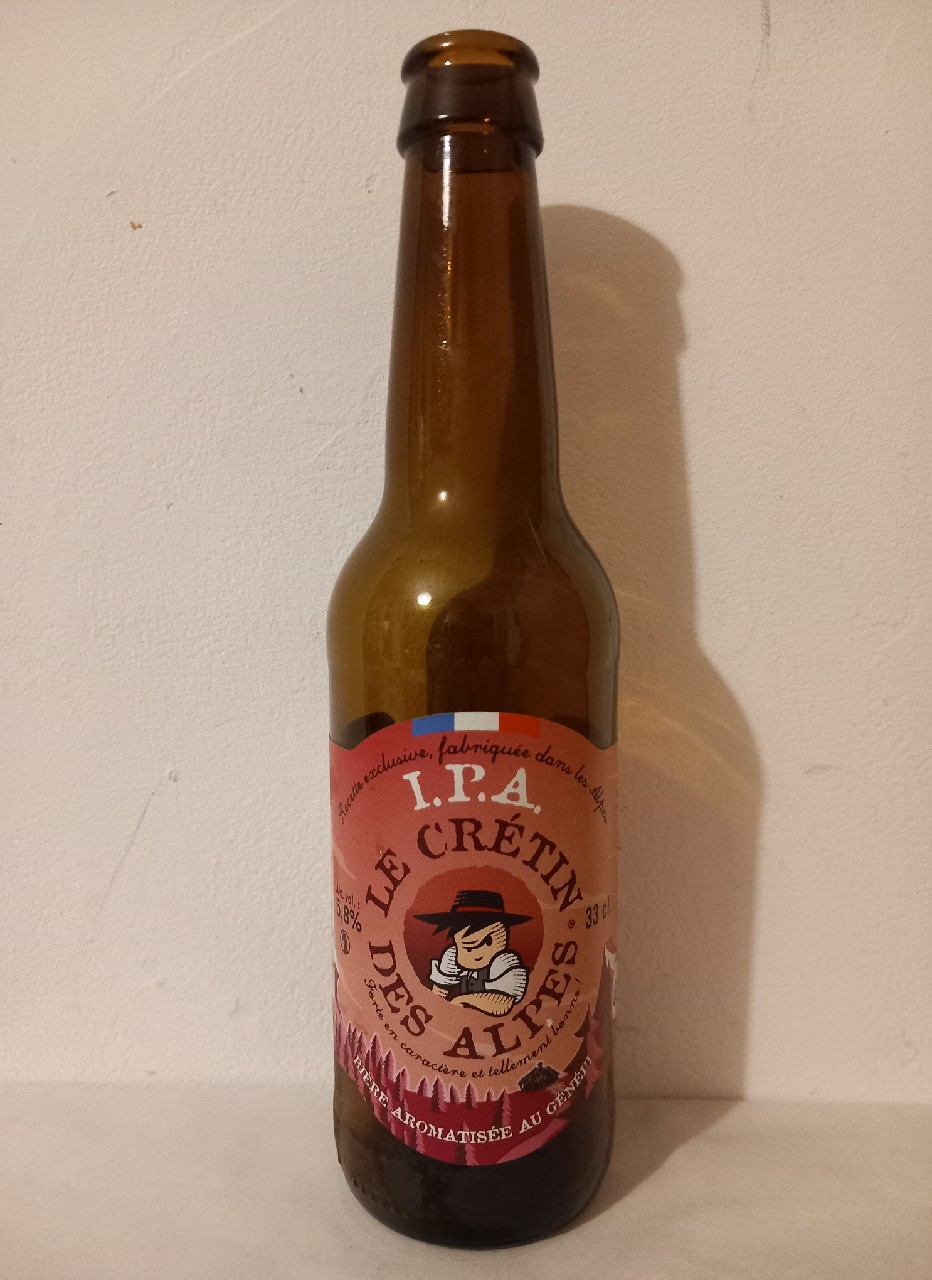 Recette exclusive, fabriquée dans les Alpes
I.P.A.
LE CRÉTIN
DES ALPES ®
Alc. vol. :
5,8%
33 cl.
Forte en caractère et tellement bonne !
BIÈRE AROMATISÉE AU GÉNÉPI